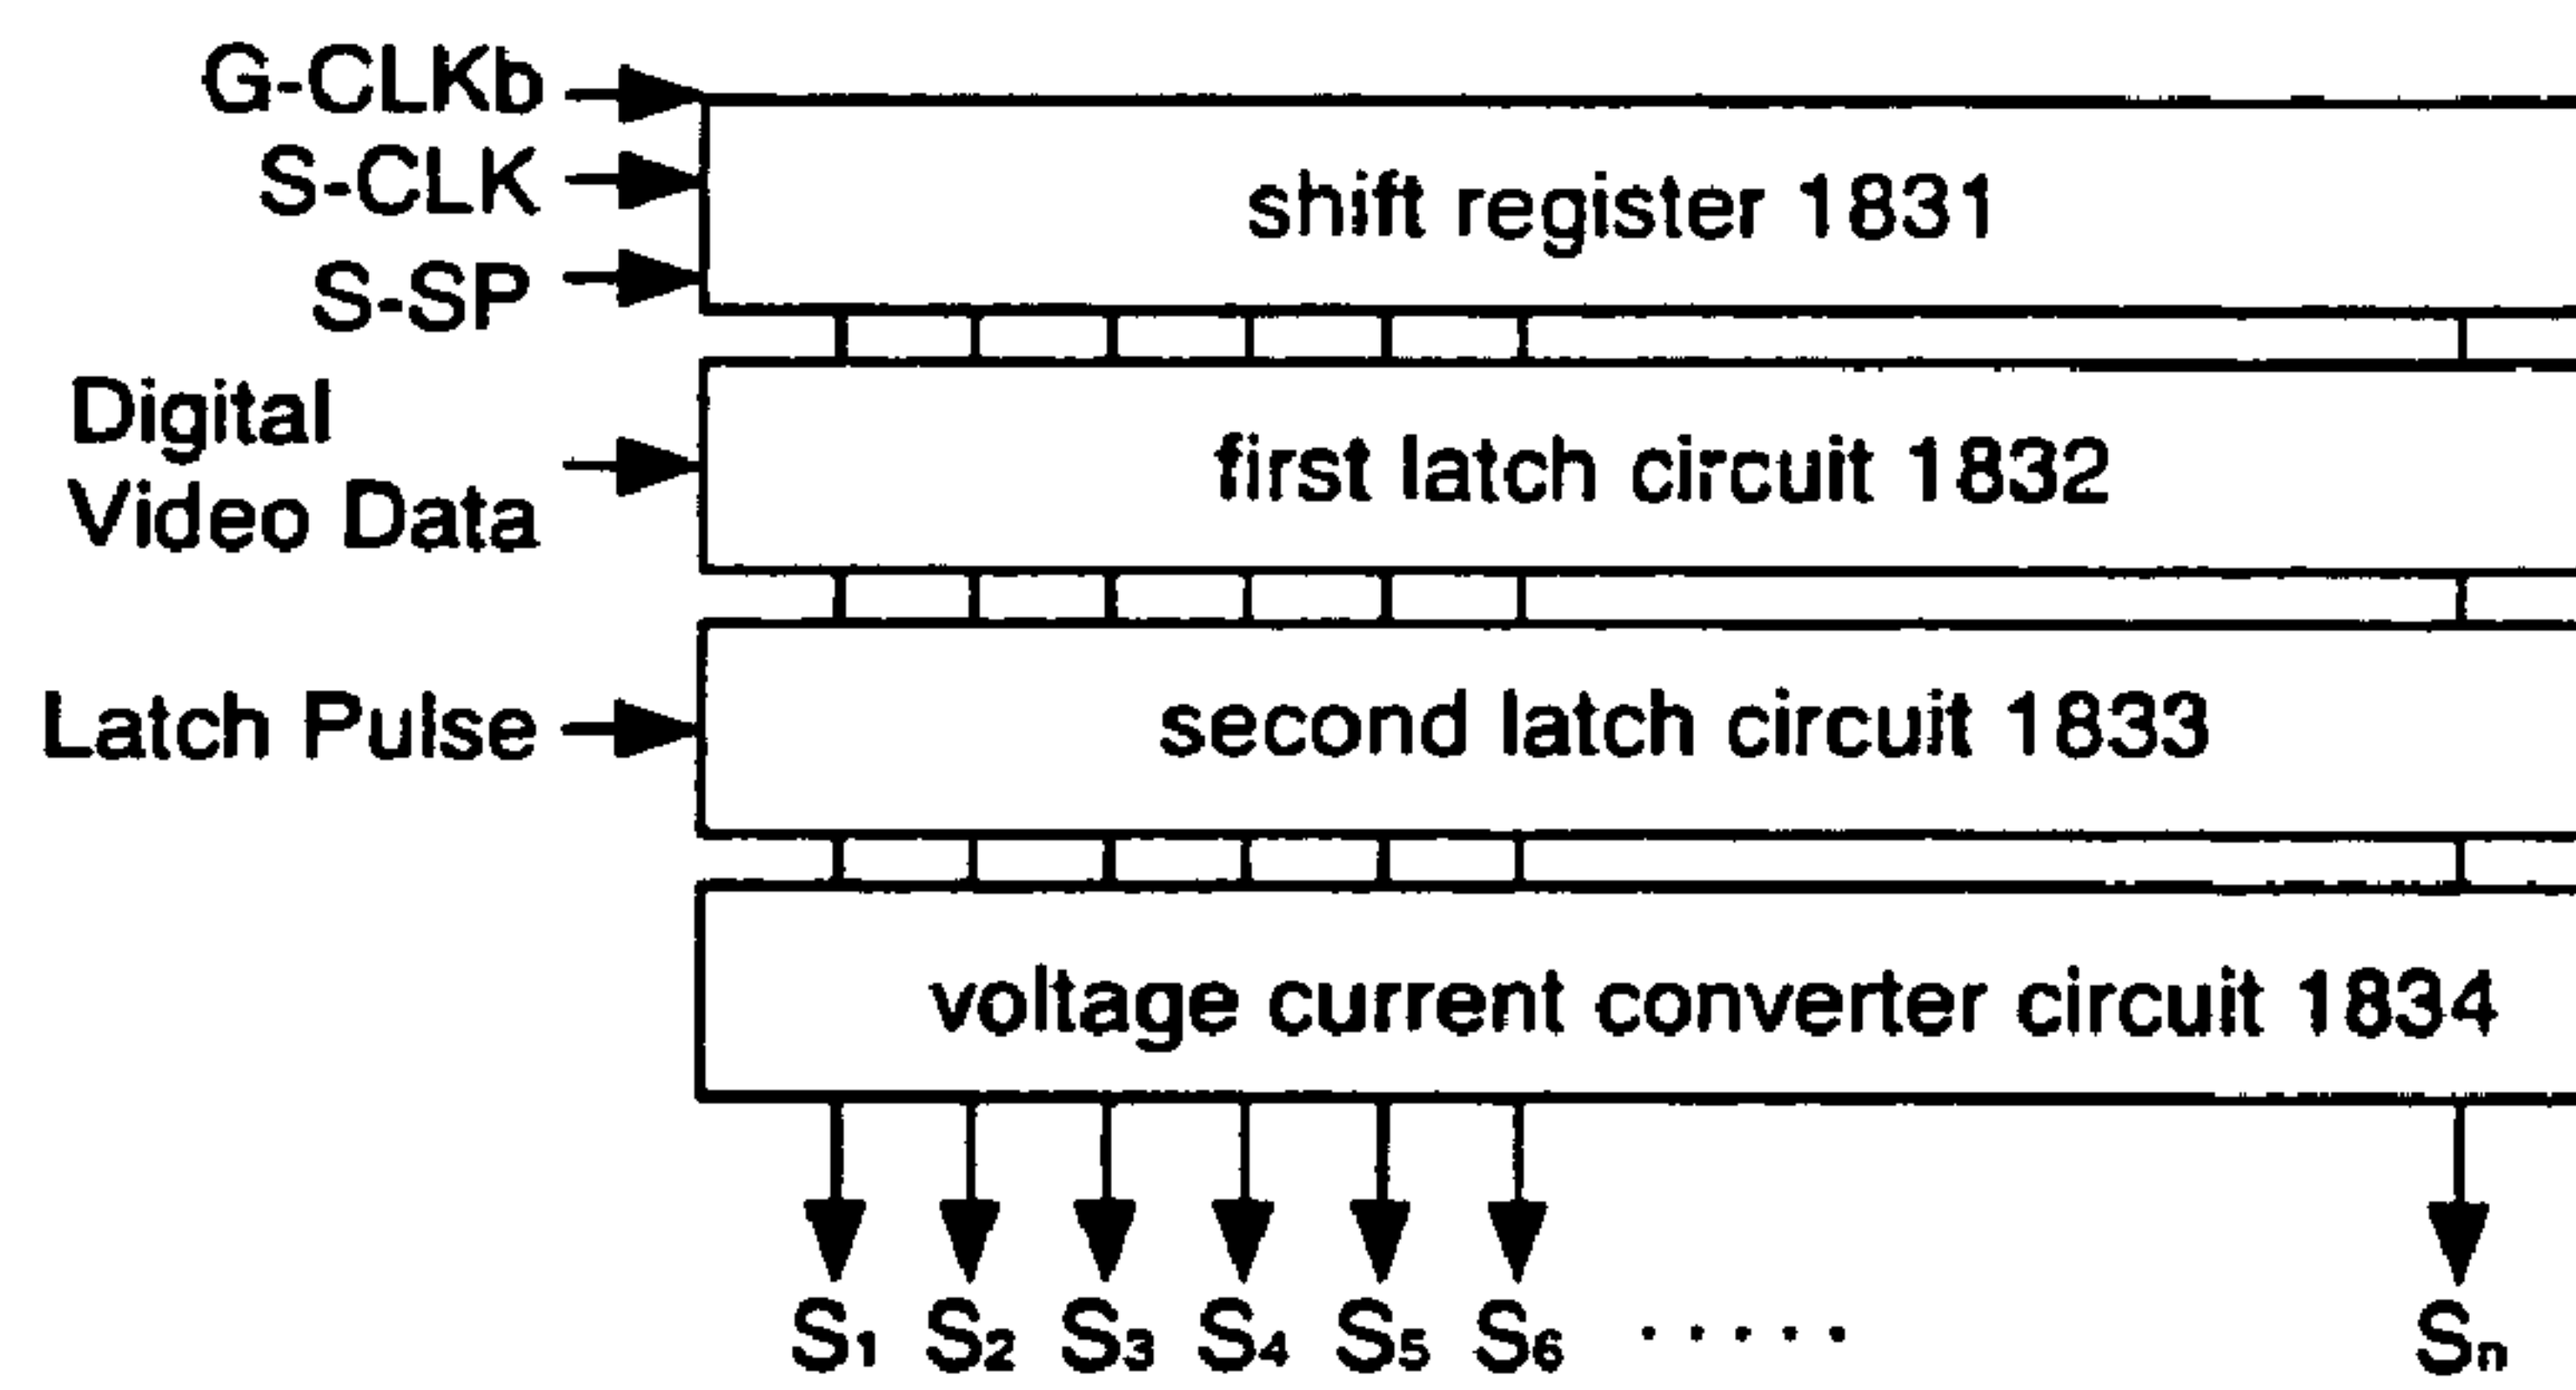 G-CLKb
S-CLK
S-SP
shift register 1831
Digital
Video Data
first latch circuit 1832
Latch Pulse
second latch circuit 1833
voltage current converter circuit 1834
S1 S2 S3 S4 S5 S6 ..... Sn